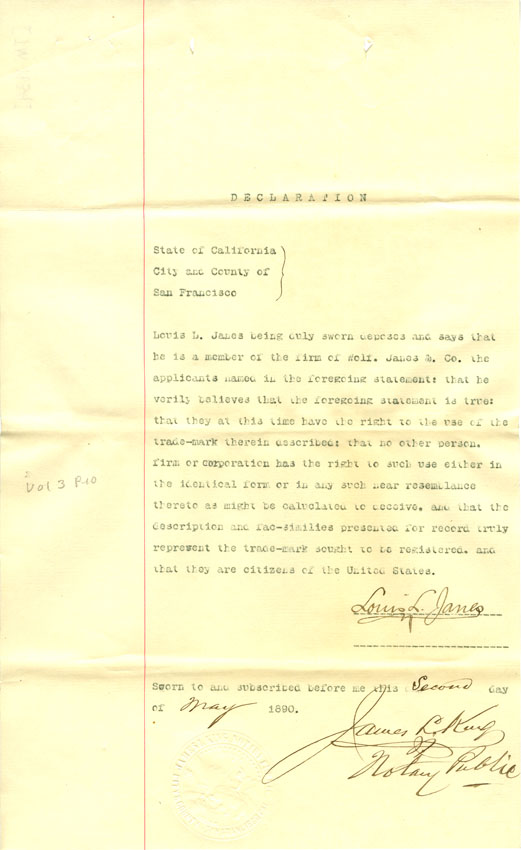 DECLARATION
State of California
City and County of
San Francisco
Louis L. Janes being duly sworn deposes and says that
he is a member of the firm of Wolf, Janes & Co. the
applicants named in the foregoing statement: that he
verily believes that the foregoing statement is true:
that they at this time have the right to the use of the
trade-mark therein described: that no other person,
firm or corporation has the right to such use either in
the identical form or in any such near resemblance
thereto as might be calculated to deceive, and that the
description and fac-similies presented for record truly
represent the trade-mark sought to be registered, and
that they are citizens of the United States.
Vol 3 P 10
Louis L. Janes
Sworn to and subscribed before me this Second day
of May 1890.
James L. King
Notary Public